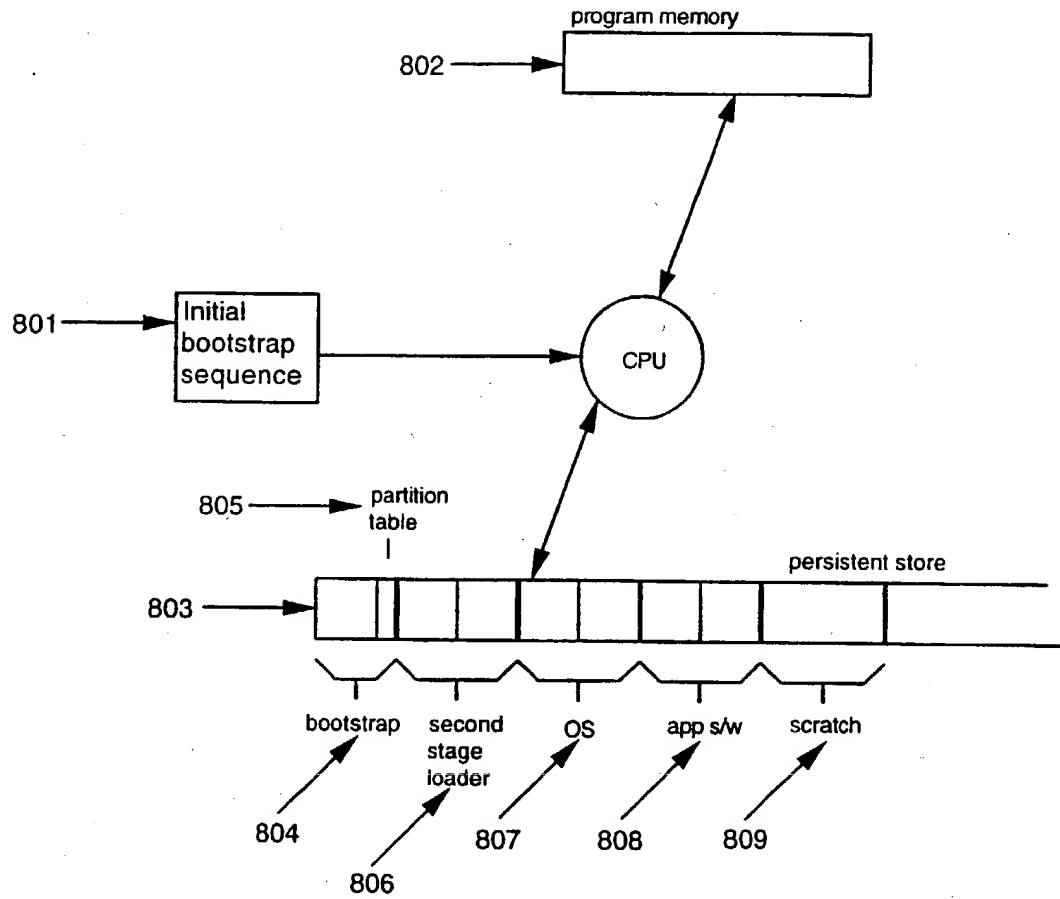 program memory
802
801
Initial
bootstrap
sequence
CPU
805
partition
table
persistent store
803
bootstrap
second
stage
loader
OS
app s/w
scratch
804
806
807
808
809